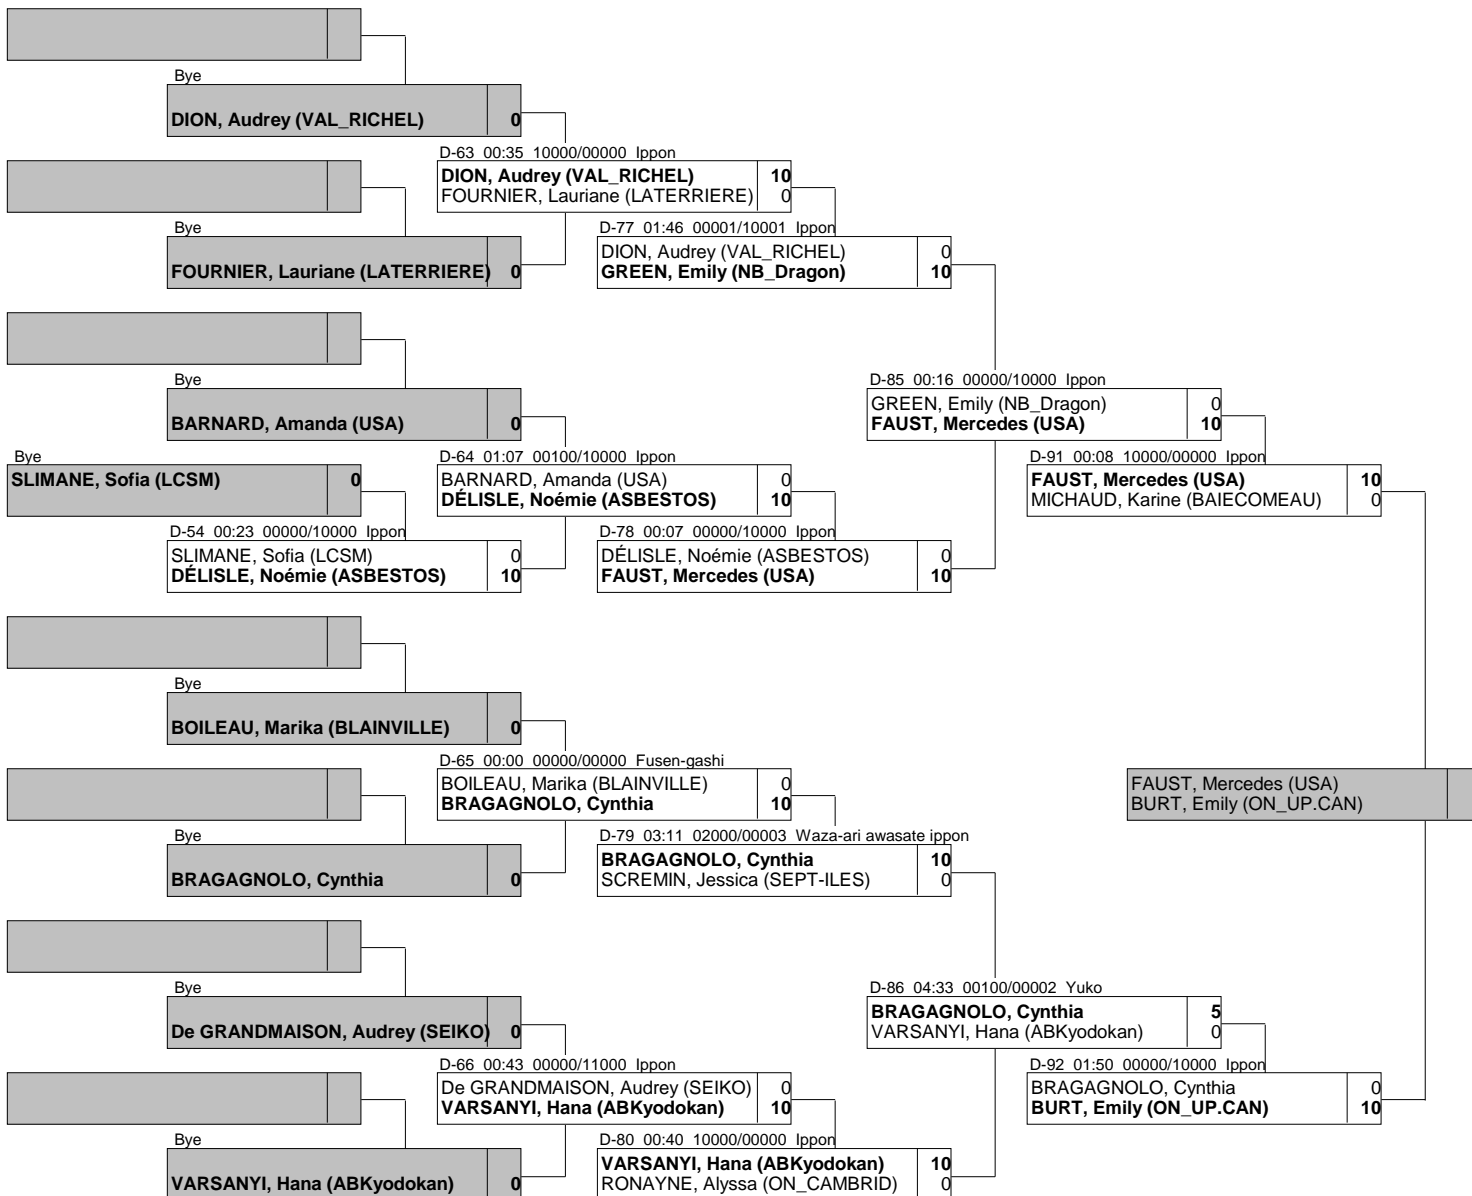 Bye
DION, Audrey (VAL_RICHEL) 0
D-63 00:35 10000/00000 Ippon
DION, Audrey (VAL_RICHEL) 10
FOURNIER, Lauriane (LATERRIERE) 0
Bye
FOURNIER, Lauriane (LATERRIERE) 0
D-77 01:46 00001/10001 Ippon
DION, Audrey (VAL_RICHEL) 0
GREEN, Emily (NB_Dragon) 10
Bye
BARNARD, Amanda (USA) 0
D-85 00:16 00000/10000 Ippon
GREEN, Emily (NB_Dragon) 0
FAUST, Mercedes (USA) 10
Bye
SLIMANE, Sofia (LCSM) 0
D-64 01:07 00100/10000 Ippon
BARNARD, Amanda (USA) 0
DÉLISLE, Noémie (ASBESTOS) 10
D-91 00:08 10000/00000 Ippon
FAUST, Mercedes (USA) 10
MICHAUD, Karine (BAIECOMEAU) 0
D-54 00:23 00000/10000 Ippon
SLIMANE, Sofia (LCSM) 0
DÉLISLE, Noémie (ASBESTOS) 10
D-78 00:07 00000/10000 Ippon
DÉLISLE, Noémie (ASBESTOS) 0
FAUST, Mercedes (USA) 10
Bye
BOILEAU, Marika (BLAINVILLE) 0
D-65 00:00 00000/00000 Fusen-gashi
BOILEAU, Marika (BLAINVILLE) 0
BRAGAGNOLO, Cynthia 10
FAUST, Mercedes (USA)
BURT, Emily (ON_UP.CAN)
Bye
BRAGAGNOLO, Cynthia 0
D-79 03:11 02000/00003 Waza-ari awasate ippon
BRAGAGNOLO, Cynthia 10
SCREMIN, Jessica (SEPT-ILES) 0
Bye
De GRANDMAISON, Audrey (SEIKO) 0
D-86 04:33 00100/00002 Yuko
BRAGAGNOLO, Cynthia 5
VARSANYI, Hana (ABKyodokan) 0
D-66 00:43 00000/11000 Ippon
De GRANDMAISON, Audrey (SEIKO) 0
VARSANYI, Hana (ABKyodokan) 10
D-92 01:50 00000/10000 Ippon
BRAGAGNOLO, Cynthia 0
BURT, Emily (ON_UP.CAN) 10
Bye
VARSANYI, Hana (ABKyodokan) 0
D-80 00:40 10000/00000 Ippon
VARSANYI, Hana (ABKyodokan) 10
RONAYNE, Alyssa (ON_CAMBRID) 0